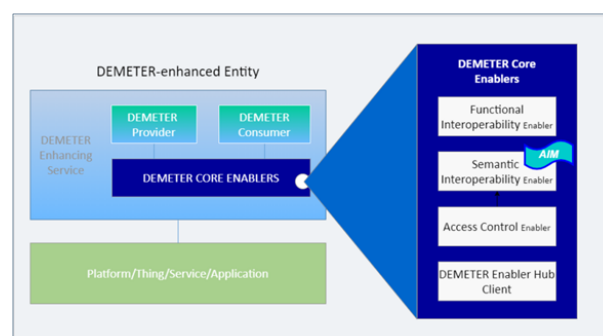 DEMETER-enhanced Entity
DEMETER
Enhancing
Service
DEMETER
Provider
DEMETER
Consumer
DEMETER CORE ENABLERS
Platform/Thing/Service/Application
DEMETER Core
Enablers
Functional
Interoperability Enabler
AIM
Semantic
Interoperability Enabler
Access Control Enabler
DEMETER Enabler Hub
Client